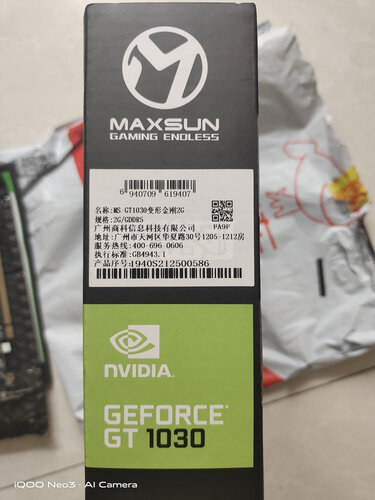 MAXSUN
GAMING ENDLESS
6 940709 619407
名称:MS GT1030变形金刚2G
规格:2G/GDDR5
FA9F
广州商科信息科技有限公司
地址:广州市天河区华夏路30号1205-1212房
服务热线:400-696-0606
执行标准:GB4943.1
产品序列号:I940S212500586
NVIDIA.
GEFORCE®
GT 1030
iQOO Neo3 · AI Camera